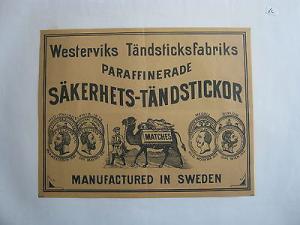 Westerviks Tändsticksfabriks
PARAFFINERADE
SÄKERHETS-TÄNDSTICKOR
MATCHES
MANUFACTURED IN SWEDEN